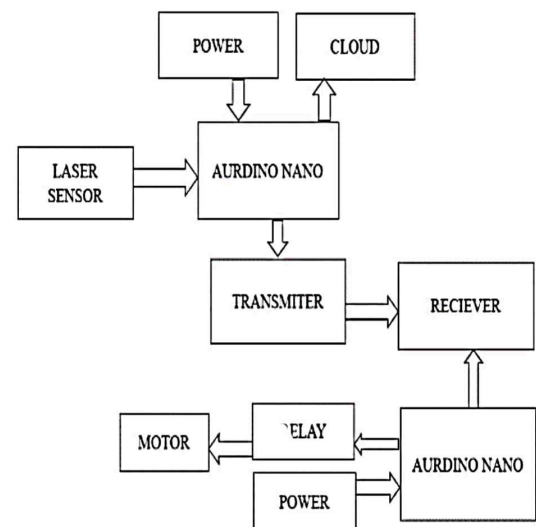 POWER
CLOUD
LASER
SENSOR
AURDINO NANO
TRANSMITER
RECIEVER
MOTOR
AURDINO NANO
POWER